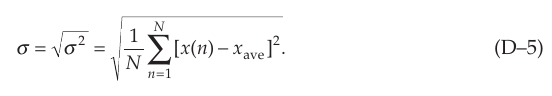 σ = √σ² = √(1/N ∑_{n=1}^{N} [x(n) – x_ave]²). (D–5)